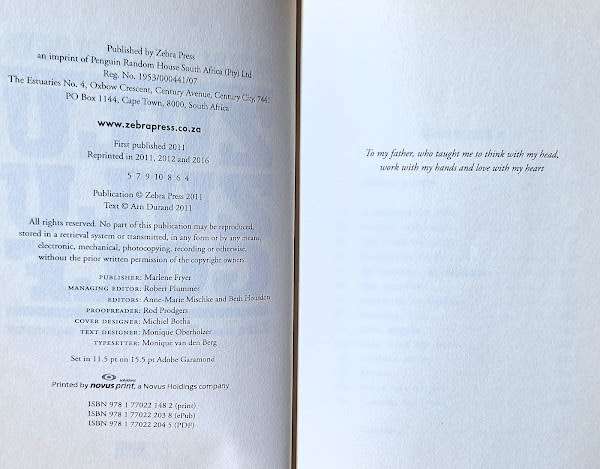 Published by Zebra Press
an imprint of Penguin Random House South Africa (Pty) Ltd
Reg. No. 1953/000441/07
The Estuaries No. 4, Oxbow Crescent, Century Avenue, Century City, 7441
PO Box 1144, Cape Town, 8000, South Africa
www.zebrapress.co.za
First published 2011
Reprinted in 2011, 2012 and 2016
5 7 9 10 8 6 4
Publication © Zebra Press 2011
Text © Arn Durand 2011
All rights reserved. No part of this publication may be reproduced,
stored in a retrieval system or transmitted, in any form or by any means,
electronic, mechanical, photocopying, recording or otherwise,
without the prior written permission of the copyright owners.
PUBLISHER: Marlene Fryer
MANAGING EDITOR: Robert Plummer
EDITORS: Anne-Marie Mischke and Beth Housdon
PROOFREADER: Rod Prodgers
COVER DESIGNER: Michiel Botha
TEXT DESIGNER: Monique Oberholzer
TYPESETTER: Monique van den Berg
Set in 11.5 pt on 15.5 pt Adobe Garamond
Printed by novus print, a Novus Holdings company
ISBN 978 1 77022 148 2 (print)
ISBN 978 1 77022 203 8 (ePub)
ISBN 978 1 77022 204 5 (PDF)
To my father, who taught me to think with my head,
work with my hands and love with my heart